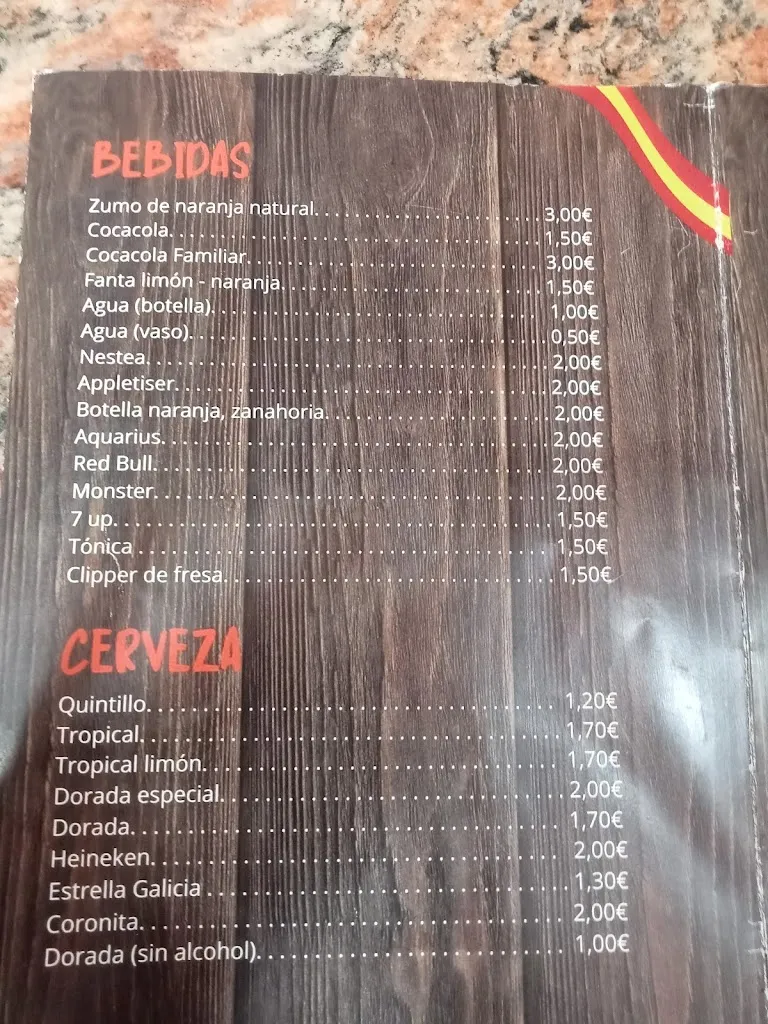 BEBIDAS
Zumo de naranja natural. . . . . . . . . . . . . . . . . . . . . . . . . 3,00€
Cocacola. . . . . . . . . . . . . . . . . . . . . . . . . . . . . . . . . . . . . . . . 1,50€
Cocacola Familiar. . . . . . . . . . . . . . . . . . . . . . . . . . . . . . . . 3,00€
Fanta limón - naranja. . . . . . . . . . . . . . . . . . . . . . . . . . . . 1,50€
Agua (botella). . . . . . . . . . . . . . . . . . . . . . . . . . . . . . . . . . . 1,00€
Agua (vaso). . . . . . . . . . . . . . . . . . . . . . . . . . . . . . . . . . . . . 0,50€
Nestea. . . . . . . . . . . . . . . . . . . . . . . . . . . . . . . . . . . . . . . . . . 2,00€
Appletiser. . . . . . . . . . . . . . . . . . . . . . . . . . . . . . . . . . . . . . . 2,00€
Botella naranja, zanahoria. . . . . . . . . . . . . . . . . . . . . . . . 2,00€
Aquarius. . . . . . . . . . . . . . . . . . . . . . . . . . . . . . . . . . . . . . . . 2,00€
Red Bull. . . . . . . . . . . . . . . . . . . . . . . . . . . . . . . . . . . . . . . . . 2,00€
Monster. . . . . . . . . . . . . . . . . . . . . . . . . . . . . . . . . . . . . . . . . 2,00€
7 up. . . . . . . . . . . . . . . . . . . . . . . . . . . . . . . . . . . . . . . . . . . . . 1,50€
Tónica . . . . . . . . . . . . . . . . . . . . . . . . . . . . . . . . . . . . . . . . . . 1,50€
Clipper de fresa. . . . . . . . . . . . . . . . . . . . . . . . . . . . . . . . . . 1,50€
CERVEZA
Quintillo. . . . . . . . . . . . . . . . . . . . . . . . . . . . . . . . . . . . . . 1,20€
Tropical. . . . . . . . . . . . . . . . . . . . . . . . . . . . . . . . . . . . . . . 1,70€
Tropical limón. . . . . . . . . . . . . . . . . . . . . . . . . . . . . . . . . 1,70€
Dorada especial. . . . . . . . . . . . . . . . . . . . . . . . . . . . . . . 2,00€
Dorada. . . . . . . . . . . . . . . . . . . . . . . . . . . . . . . . . . . . . . . . 1,70€
Heineken. . . . . . . . . . . . . . . . . . . . . . . . . . . . . . . . . . . . . . 2,00€
Estrella Galicia . . . . . . . . . . . . . . . . . . . . . . . . . . . . . . . . . 1,30€
Coronita. . . . . . . . . . . . . . . . . . . . . . . . . . . . . . . . . . . . . . . 2,00€
Dorada (sin alcohol). . . . . . . . . . . . . . . . . . . . . . . . . . . . 1,00€